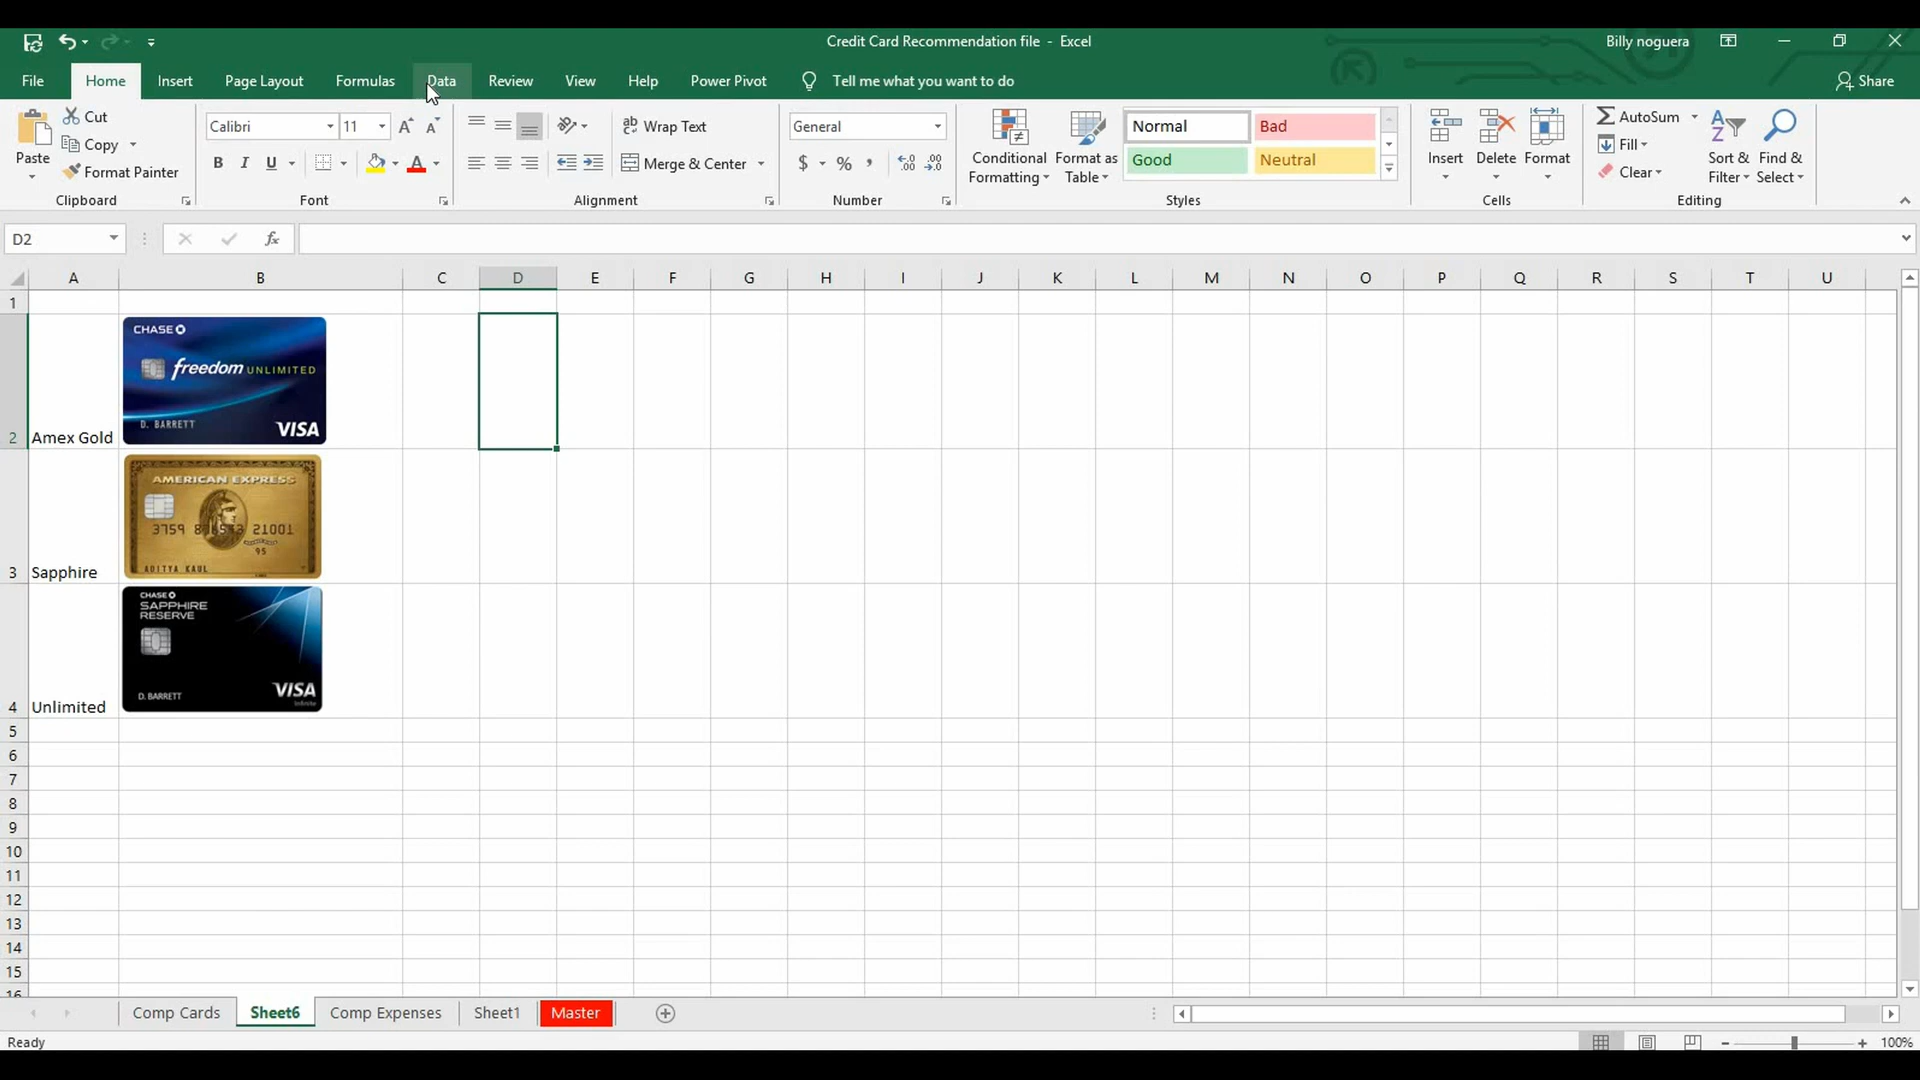 Credit Card Recommendation file - Excel
Billy noguera
File Home Insert Page Layout Formulas Data Review View Help Power Pivot Tell me what you want to do Share
Paste
Cut
Copy
Format Painter
Clipboard
Calibri 11
B I U
Font
ab Wrap Text
Merge & Center
Alignment
General
$ % ,
Number
Conditional Formatting
Format as Table
Normal Bad
Good Neutral
Styles
Insert Delete Format
Cells
AutoSum
Fill
Clear
Sort & Filter
Find & Select
Editing
D2 fx
A B C D E F G H I J K L M N O P Q R S T U
1
2 Amex Gold
CHASE
freedom UNLIMITED
D. BARRETT
VISA
3 Sapphire
AMERICAN EXPRESS
3759 21001
95
ADITYA KAUL
4 Unlimited
CHASE
SAPPHIRE
RESERVE
D. BARRETT
VISA
Infinite
5
6
7
8
9
10
11
12
13
14
15
16
Comp Cards Sheet6 Comp Expenses Sheet1 Master
Ready
100%